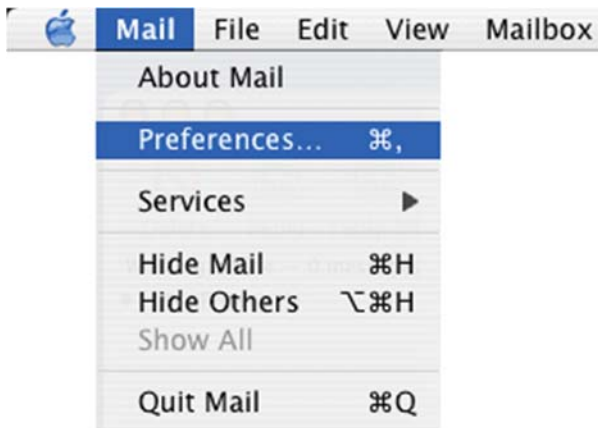 Mail File Edit View Mailbox
About Mail
Preferences... ⌘,
Services ▶
Hide Mail ⌘H
Hide Others ⌥⌘H
Show All
Quit Mail ⌘Q